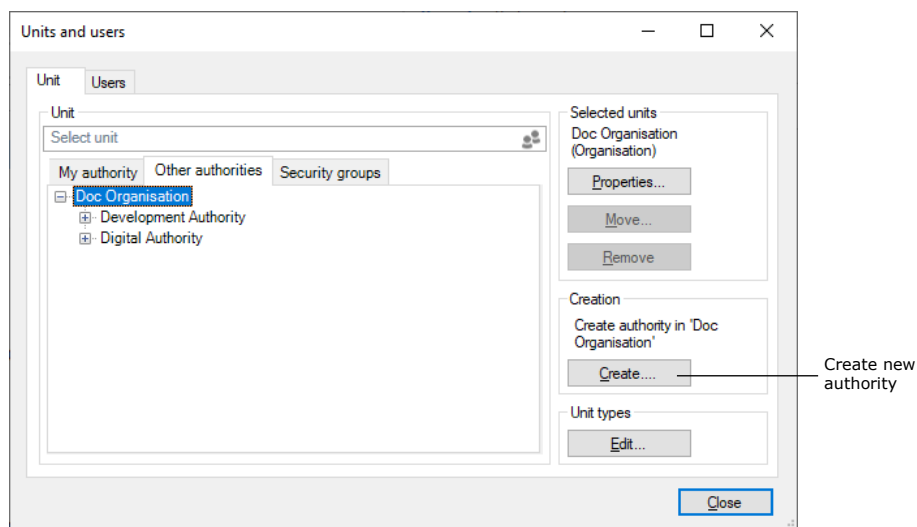 Units and users
Unit
Users
Unit
Select unit
My authority
Other authorities
Security groups
Doc Organisation
Development Authority
Digital Authority
Selected units
Doc Organisation
(Organisation)
Properties...
Move...
Remove
Creation
Create authority in 'Doc
Organisation'
Create....
Unit types
Edit...
Close
Create new
authority